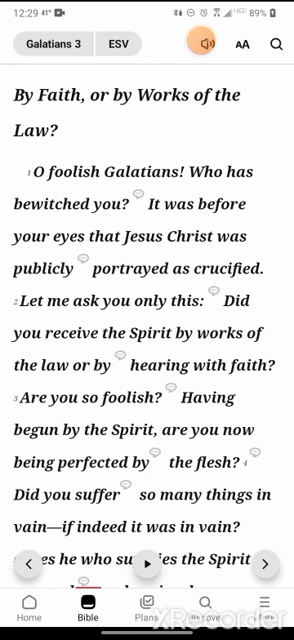 12:29 41°
4G 89%
Galatians 3 ESV
AA
By Faith, or by Works of the
Law?
1 O foolish Galatians! Who has
bewitched you? It was before
your eyes that Jesus Christ was
publicly portrayed as crucified.
2 Let me ask you only this: Did
you receive the Spirit by works of
the law or by hearing with faith?
3 Are you so foolish? Having
begun by the Spirit, are you now
being perfected by the flesh? 4
Did you suffer so many things in
vain—if indeed it was in vain?
he who the Spirit
Home Bible Plans Discover More
XRecorder